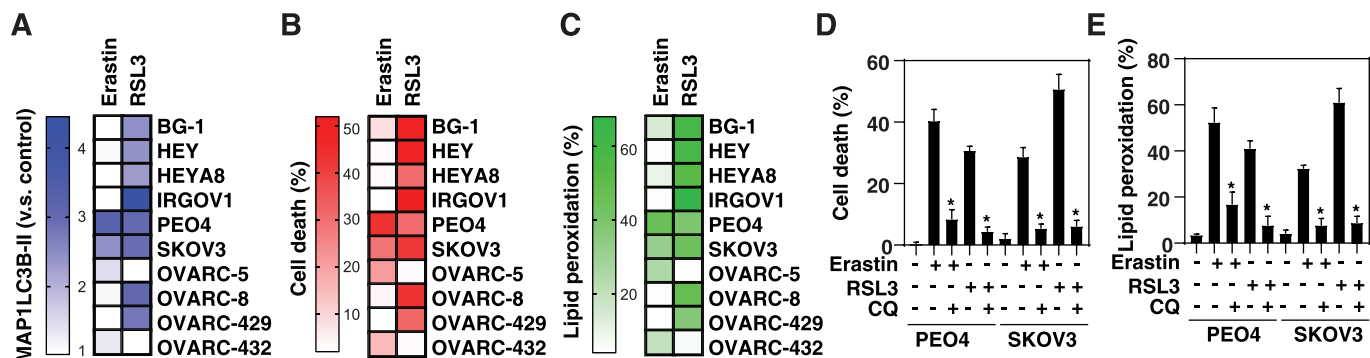 A
Erastin
RSL3
MAP1LC3B-II (v.s. control)
4
3
2
1
BG-1
HEY
HEYA8
IRGOV1
PEO4
SKOV3
OVARC-5
OVARC-8
OVARC-429
OVARC-432
B
Erastin
RSL3
Cell death (%)
50
40
30
20
10
BG-1
HEY
HEYA8
IRGOV1
PEO4
SKOV3
OVARC-5
OVARC-8
OVARC-429
OVARC-432
C
Erastin
RSL3
Lipid peroxidation (%)
60
40
20
BG-1
HEY
HEYA8
IRGOV1
PEO4
SKOV3
OVARC-5
OVARC-8
OVARC-429
OVARC-432
D
Cell death (%)
60
40
20
0
* * * *
Erastin - + + - - - + + - -
RSL3 - - - + + - - - + +
CQ - - + - + - - + - +
PEO4 SKOV3
E
Lipid peroxidation (%)
80
60
40
20
0
* * * *
Erastin - + + - - - + + - -
RSL3 - - - + + - - - + +
CQ - - + - + - - + - +
PEO4 SKOV3